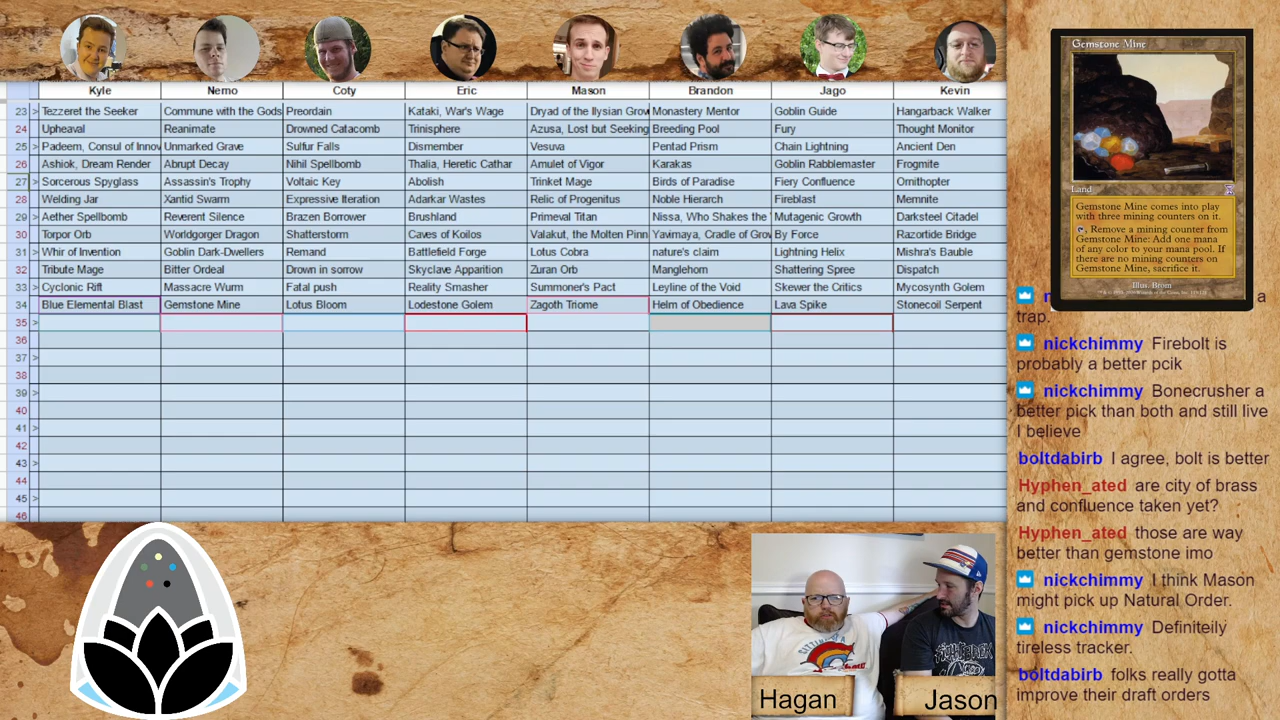 Kyle Nemo Coty Eric Mason Brandon Jago Kevin
23 > Tezzeret the Seeker Commune with the Gods Preordain Kataki, War's Wage Dryad of the Ilysian Grov Monastery Mentor Goblin Guide Hangarback Walker
24 Upheaval Reanimate Drowned Catacomb Trinisphere Azusa, Lost but Seeking Breeding Pool Fury Thought Monitor
25 > Padeem, Consul of Innov Unmarked Grave Sulfur Falls Dismember Vesuva Pentad Prism Chain Lightning Ancient Den
26 Ashiok, Dream Render Abrupt Decay Nihil Spellbomb Thalia, Heretic Cathar Amulet of Vigor Karakas Goblin Rabblemaster Frogmite
27 > Sorcerous Spyglass Assassin's Trophy Voltaic Key Abolish Trinket Mage Birds of Paradise Fiery Confluence Ornithopter
28 Welding Jar Xantid Swarm Expressive Iteration Adarkar Wastes Relic of Progenitus Noble Hierarch Fireblast Memnite
29 > Aether Spellbomb Reverent Silence Brazen Borrower Brushland Primeval Titan Nissa, Who Shakes the Mutagenic Growth Darksteel Citadel
30 Torpor Orb Worldgorger Dragon Shatterstorm Caves of Koilos Valakut, the Molten Pinn Yavimaya, Cradle of Grov By Force Razortide Bridge
31 > Whir of Invention Goblin Dark-Dwellers Remand Battlefield Forge Lotus Cobra nature's claim Lightning Helix Mishra's Bauble
32 Tribute Mage Bitter Ordeal Drown in sorrow Skyclave Apparition Zuran Orb Manglehorn Shattering Spree Dispatch
33 > Cyclonic Rift Massacre Wurm Fatal push Reality Smasher Summoner's Pact Leyline of the Void Skewer the Critics Mycosynth Golem
34 Blue Elemental Blast Gemstone Mine Lotus Bloom Lodestone Golem Zagoth Triome Helm of Obedience Lava Spike Stonecoil Serpent
35 >
36
37 >
38
39 >
40
41 >
42
43 >
44
45 >
46
Gemstone Mine
Land
Gemstone Mine comes into play
with three mining counters on it.
, Remove a mining counter from
Gemstone Mine: Add one mana
of any color to your mana pool. If
there are no mining counters on
Gemstone Mine, sacrifice it.
Illus. Brom
a
trap.
nickchimmy Firebolt is
probably a better pcik
nickchimmy Bonecrusher a
better pick than both and still live
I believe
boltdabirb I agree, bolt is better
Hyphen_ated are city of brass
and confluence taken yet?
Hyphen_ated those are way
better than gemstone imo
nickchimmy I think Mason
might pick up Natural Order.
nickchimmy Definiteily
tireless tracker.
boltdabirb folks really gotta
improve their draft orders
Hagan
Jason